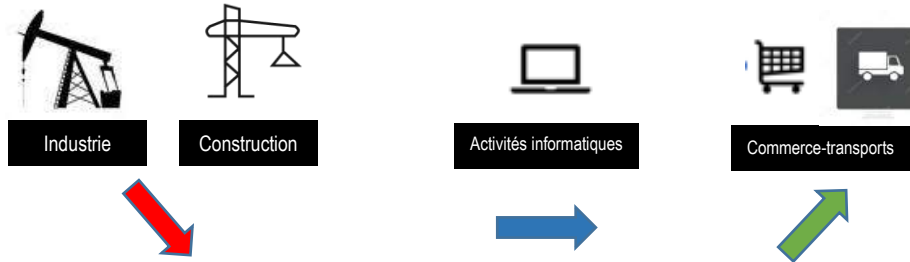 Industrie
Construction
Activités informatiques
Commerce-transports